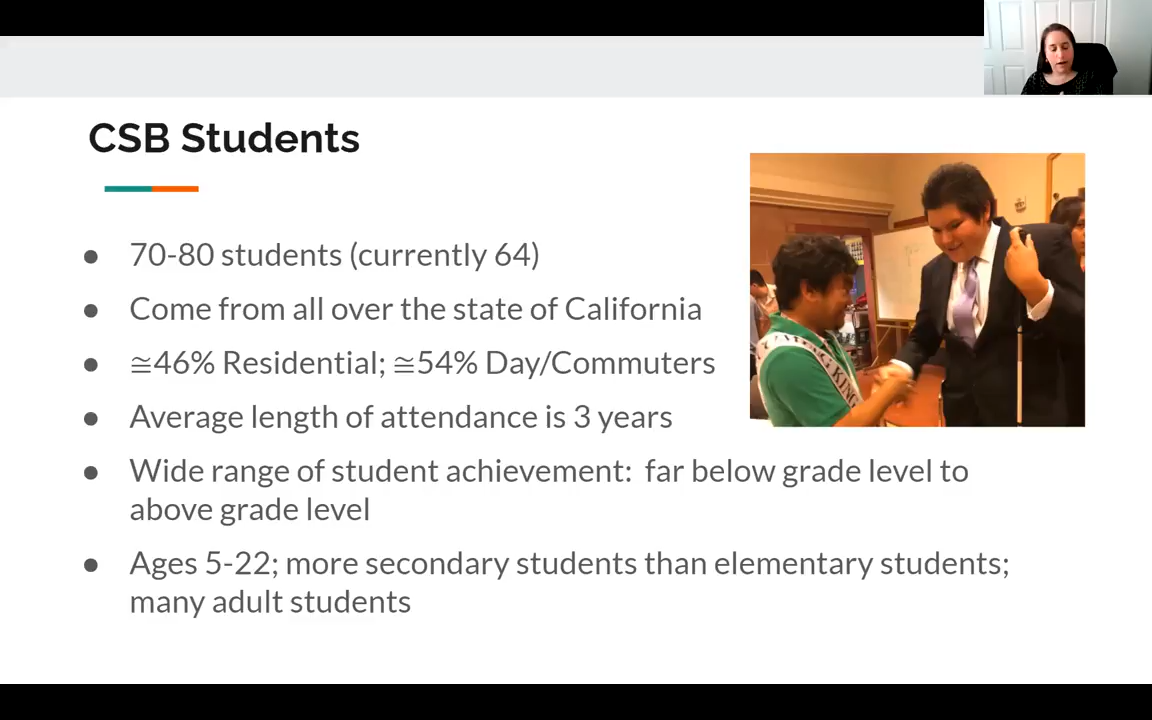 CSB Students
● 70-80 students (currently 64)
● Come from all over the state of California
● ≅46% Residential; ≅54% Day/Commuters
● Average length of attendance is 3 years
● Wide range of student achievement: far below grade level to
above grade level
● Ages 5-22; more secondary students than elementary students;
many adult students
KING